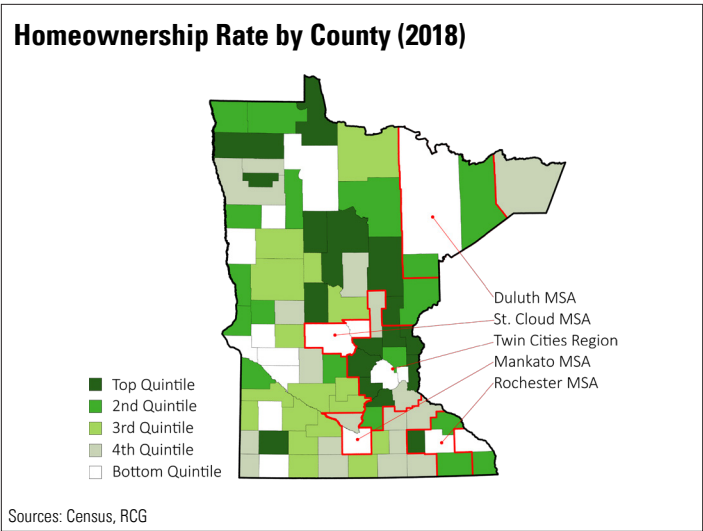 Homeownership Rate by County (2018)
Duluth MSA
St. Cloud MSA
Twin Cities Region
Mankato MSA
Rochester MSA
Top Quintile
2nd Quintile
3rd Quintile
4th Quintile
Bottom Quintile
Sources: Census, RCG